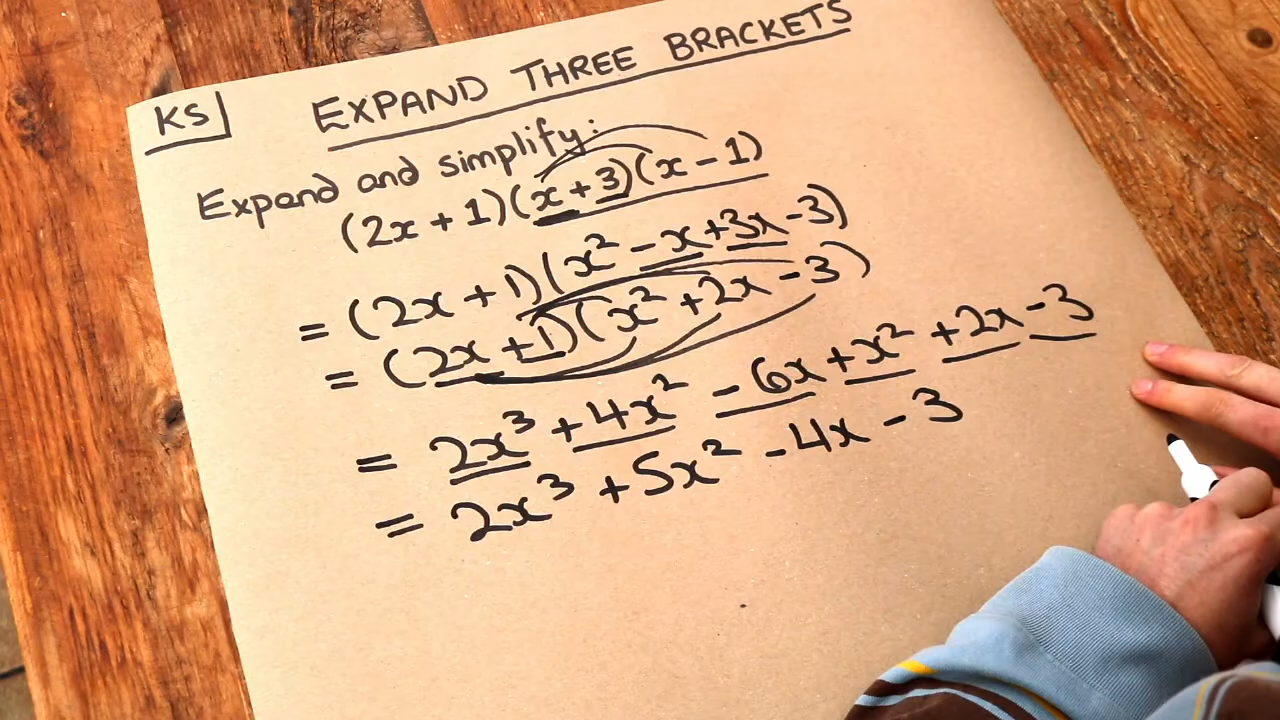 KS
EXPAND THREE BRACKETS
Expand and simplify:
(2x + 1)(x + 3)(x - 1)
= (2x + 1)(x² - x + 3x - 3)
= (2x + 1)(x² + 2x - 3)
= 2x³ + 4x² - 6x + x² + 2x - 3
= 2x³ + 5x² - 4x - 3